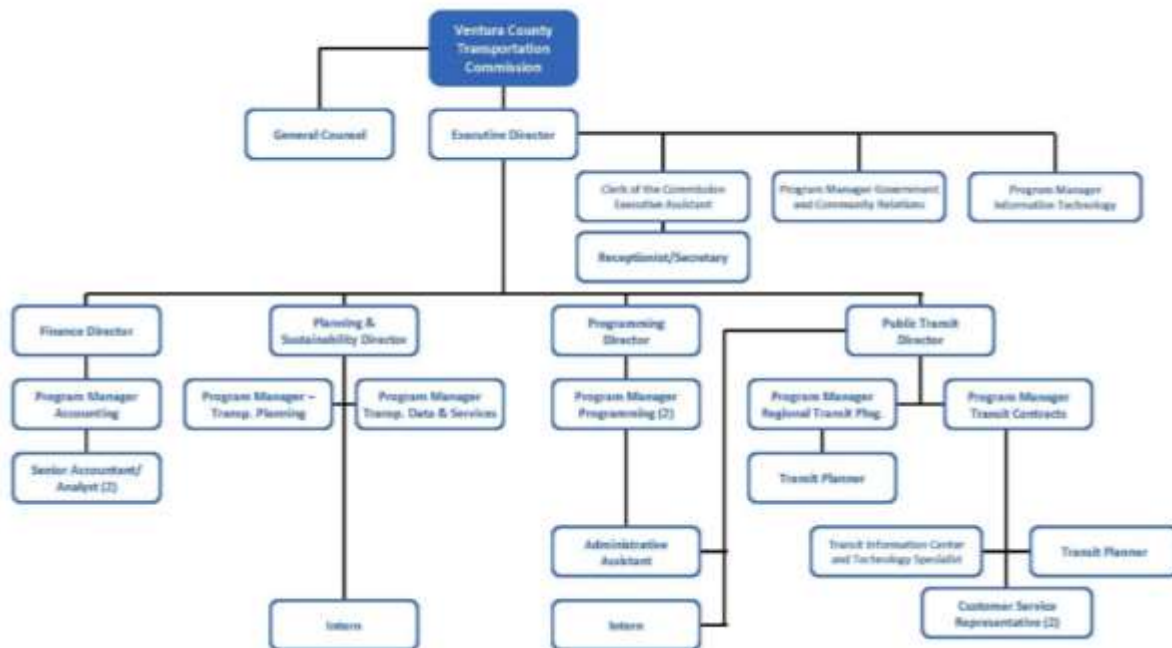 Ventura County
Transportation
Commission
General Counsel
Executive Director
Clerk of the Commission
Executive Assistant
Program Manager Government
and Community Relations
Program Manager
Information Technology
Receptionist/Secretary
Finance Director
Planning &
Sustainability Director
Programming
Director
Public Transit
Director
Program Manager
Accounting
Program Manager –
Transp. Planning
Program Manager
Transp. Data & Services
Program Manager
Programming (2)
Program Manager
Regional Transit Plng.
Program Manager
Transit Contracts
Senior Accountant/
Analyst (2)
Transit Planner
Administrative
Assistant
Transit Information Center
and Technology Specialist
Transit Planner
Intern
Intern
Customer Service
Representative (2)